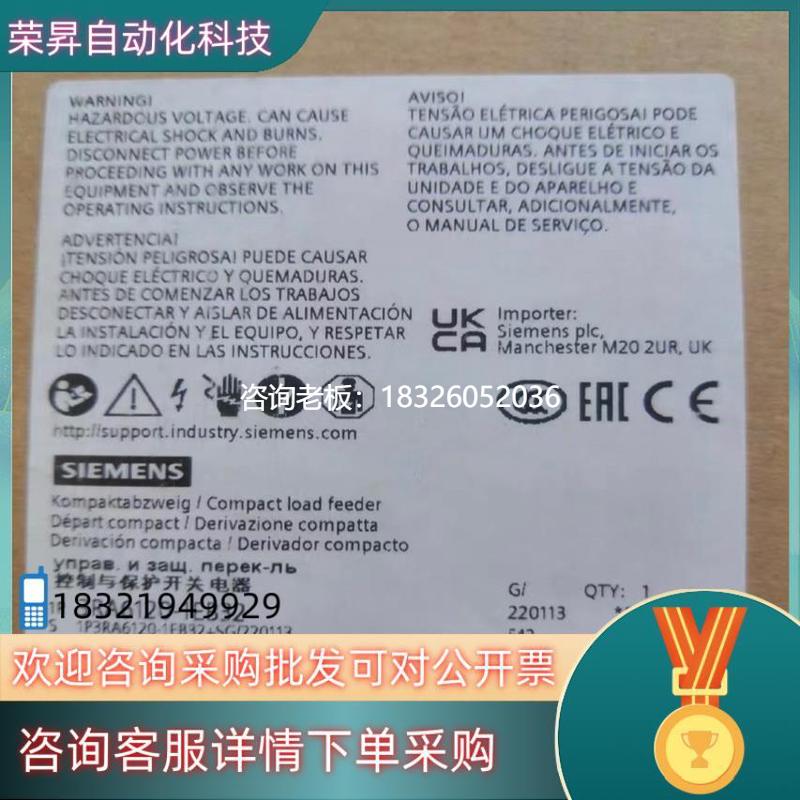 荣昇自动化科技
WARNING!
HAZARDOUS VOLTAGE. CAN CAUSE
ELECTRICAL SHOCK AND BURNS.
DISCONNECT POWER BEFORE
PROCEEDING WITH ANY WORK ON THIS
EQUIPMENT AND OBSERVE THE
OPERATING INSTRUCTIONS.
AVISO!
TENSÃO ELÉTRICA PERIGOSA! PODE
CAUSAR UM CHOQUE ELÉTRICO E
QUEIMADURAS. ANTES DE INICIAR OS
TRABALHOS, DESLIGUE A TENSÃO DA
UNIDADE E DO APARELHO E
CONSULTAR, ADICIONALMENTE,
O MANUAL DE SERVIÇO.
ADVERTENCIA!
¡TENSIÓN PELIGROSA! PUEDE CAUSAR
CHOQUE ELÉCTRICO Y QUEMADURAS.
ANTES DE COMENZAR LOS TRABAJOS
DESCONECTAR Y AISLAR DE ALIMENTACIÓN
LA INSTALACIÓN Y EL EQUIPO, Y RESPETAR
LO INDICADO EN LAS INSTRUCCIONES.
UK
CA
Importer:
Siemens plc,
Manchester M20 2UR, UK
咨询老板：18326052036
EAC CE
http://support.industry.siemens.com
SIEMENS
Kompaktabzweig / Compact load feeder
Départ compact / Derivazione compatta
Derivación compacta / Derivador compacto
управ. и защ. перек-ль
控制与保护开关电器
G/ QTY: 1
18321949929
220113
S 1P3RA6120-1EB32+SG/220113
欢迎咨询采购批发可对公开票
咨询客服详情下单采购